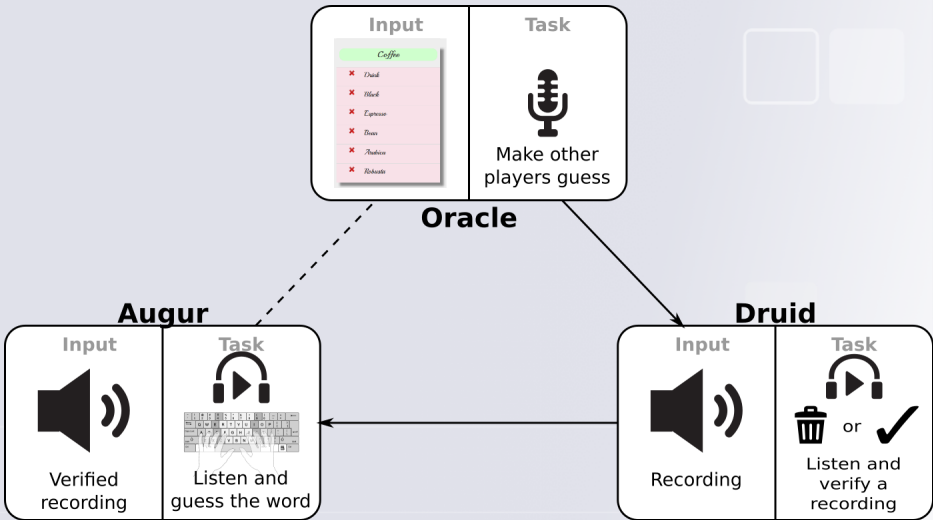 Input
Task
Coffee
Drink
Black
Espresso
Bean
Arabica
Robusta
Make other
players guess
Oracle
Augur
Input
Task
Verified
recording
Listen and
guess the word
Druid
Input
Task
Recording
or
Listen and
verify a
recording